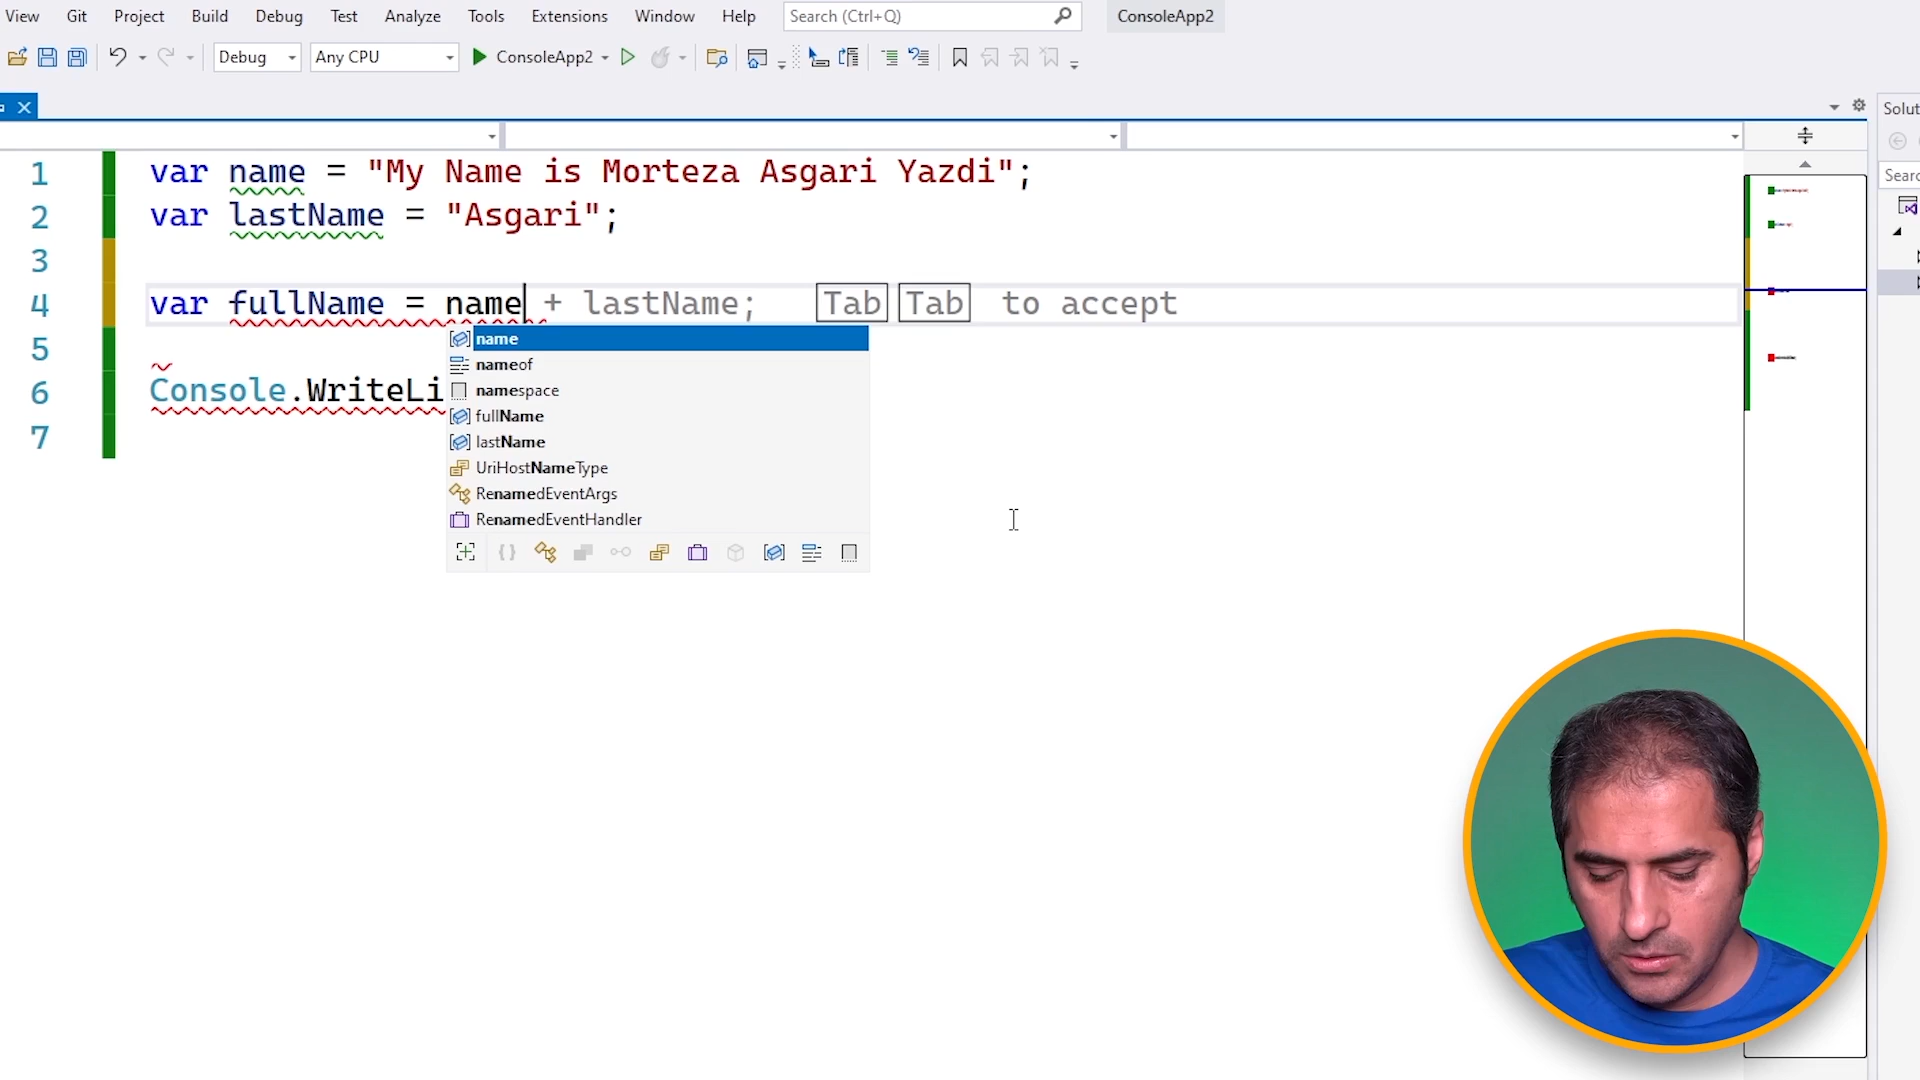 View Git Project Build Debug Test Analyze Tools Extensions Window Help Search (Ctrl+Q) ConsoleApp2
Debug Any CPU ConsoleApp2
Solut
1 var name = "My Name is Morteza Asgari Yazdi";
Searc
2 var lastName = "Asgari";
3
4 var fullName = name + lastName; Tab Tab to accept
name
5
nameof
namespace
6 Console.WriteLi
fullName
7
lastName
UriHostNameType
RenamedEventArgs
RenamedEventHandler